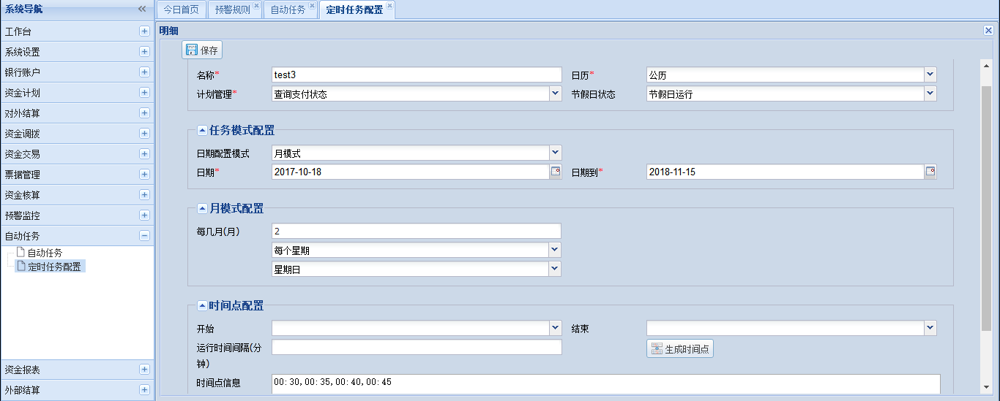 系统导航
今日首页 预警规则 自动任务 定时任务配置
工作台
系统设置
银行账户
资金计划
对外结算
资金调拨
资金交易
票据管理
资金核算
预警监控
自动任务
自动任务
定时任务配置
资金报表
外部结算
明细
保存
名称* test3 日历* 公历
计划管理* 查询支付状态 节假日状态 节假日运行
任务模式配置
日期配置模式 月模式
日期* 2017-10-18 日期到* 2018-11-15
月模式配置
每几月(月) 2
每个星期
星期日
时间点配置
开始 结束
运行时间间隔(分
钟) 生成时间点
时间点信息 00:30,00:35,00:40,00:45